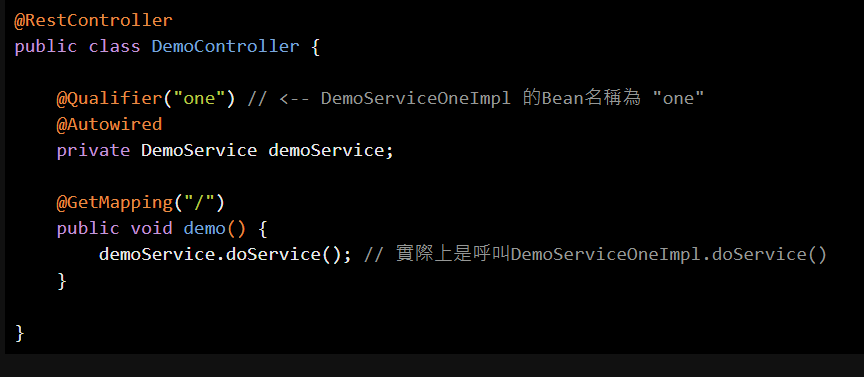 @RestController
public class DemoController {
@Qualifier("one") // <-- DemoServiceOneImpl 的Bean名稱為 "one"
@Autowired
private DemoService demoService;
@GetMapping("/")
public void demo() {
demoService.doService(); // 實際上是呼叫DemoServiceOneImpl.doService()
}
}